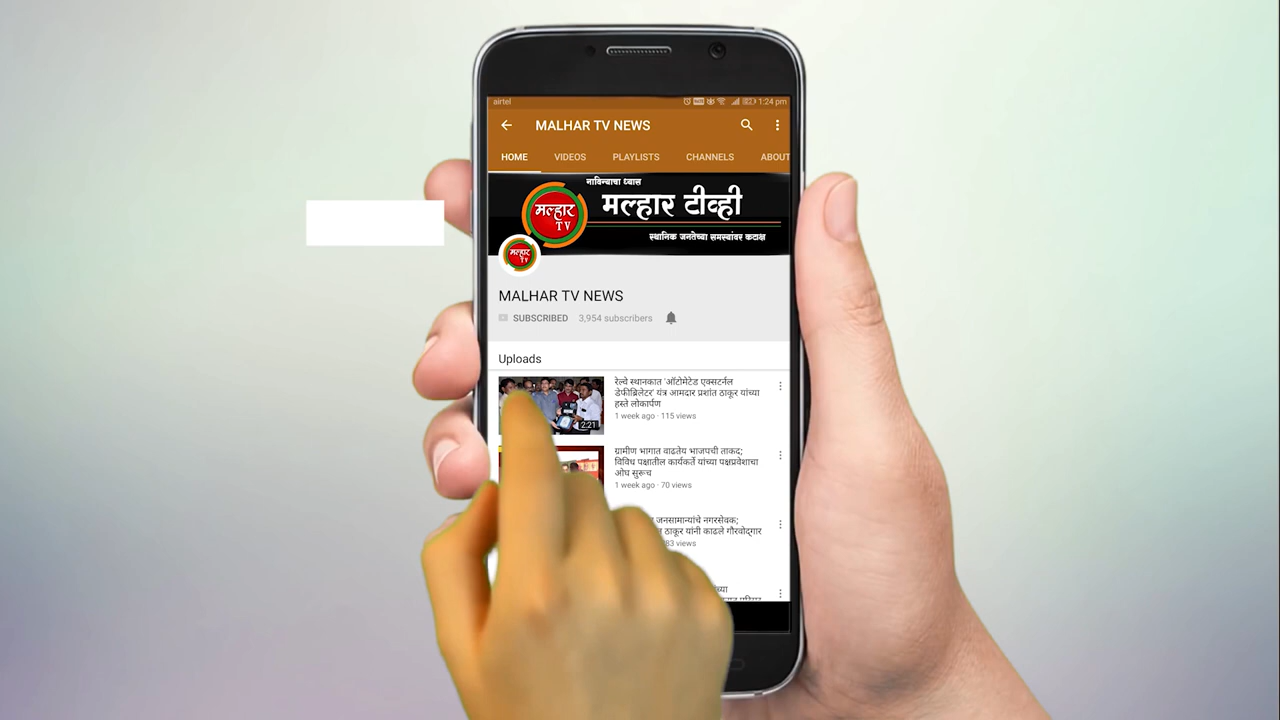 airtel 1:24 pm
MALHAR TV NEWS
HOME VIDEOS PLAYLISTS CHANNELS ABOUT
नाविन्याचा ध्यास
मल्हार टीव्ही
मल्हार
TV
स्थानिक जनतेच्या समस्यांवर कटाक्ष
मल्हार
TV
MALHAR TV NEWS
SUBSCRIBED 3,954 subscribers
Uploads
रेल्वे स्थानकात 'ऑटोमेटेड एक्सटर्नल
डेफीब्रिलेटर' यंत्र आमदार प्रशांत ठाकूर यांच्या
हस्ते लोकार्पण
1 week ago · 115 views
2:21
ग्रामीण भागात वाढतेय भाजपची ताकद;
विविध पक्षातील कार्यकर्ते यांच्या पक्षप्रवेशाचा
ओघ सुरूच
1 week ago · 70 views
जनसामान्यांचे नगरसेवक;
ठाकूर यांनी काढले गौरवोद्गार
83 views